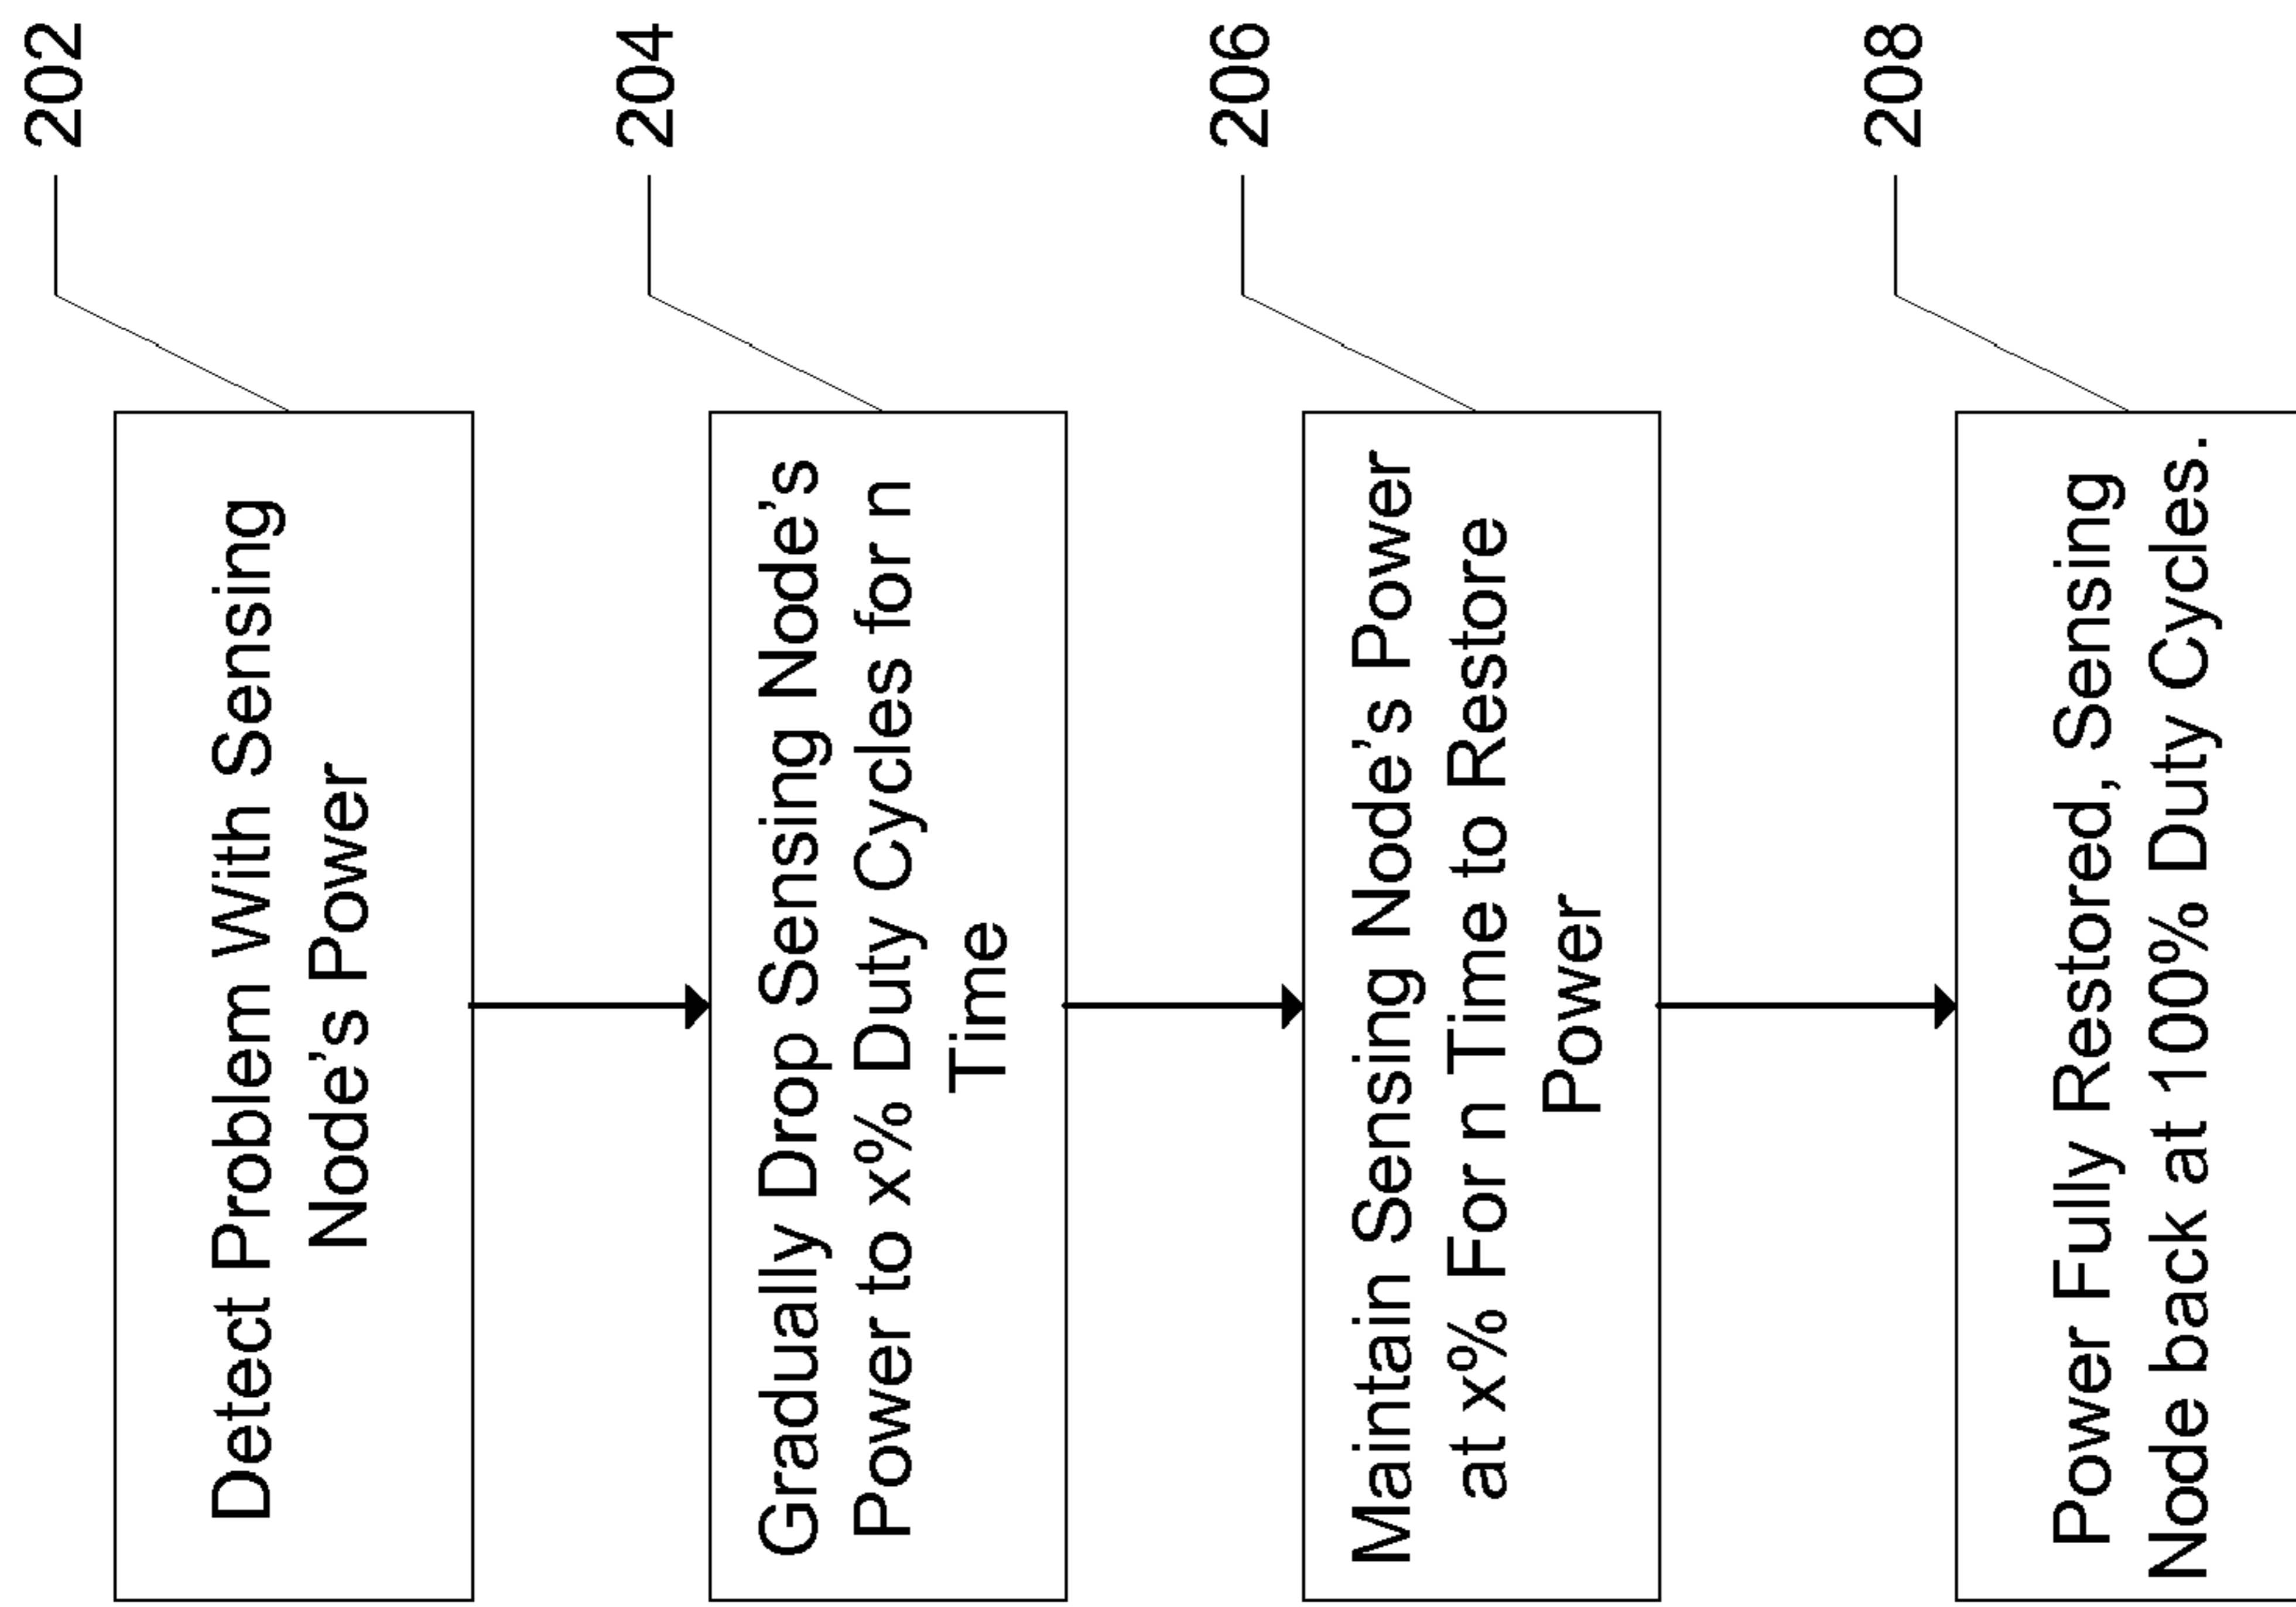 202
Detect Problem With Sensing
Node's Power
204
Gradually Drop Sensing Node's
Power to x% Duty Cycles for n
Time
206
Maintain Sensing Node's Power
at x% For n Time to Restore
Power
208
Power Fully Restored, Sensing
Node back at 100% Duty Cycles.